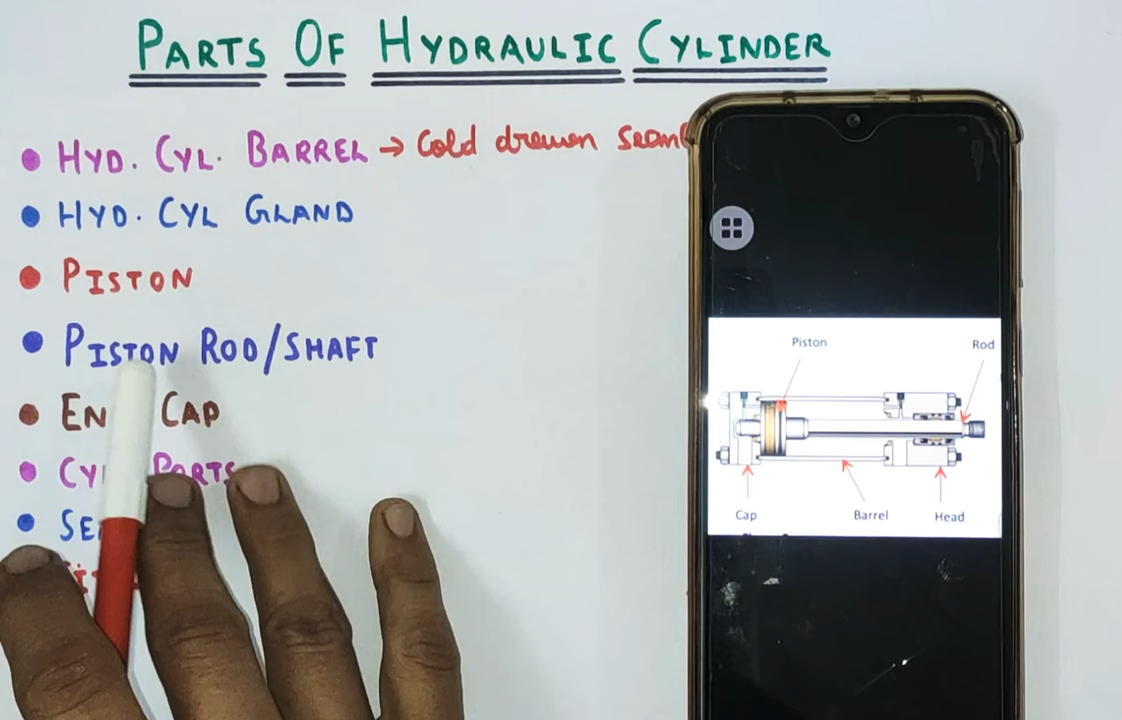 PARTS OF HYDRAULIC CYLINDER
HYD. CYL. BARREL → Cold drawn
HYD. CYL GLAND
PISTON
PISTON ROD/SHAFT
CAP
PARTS
Piston
Rod
Cap
Barrel
Head